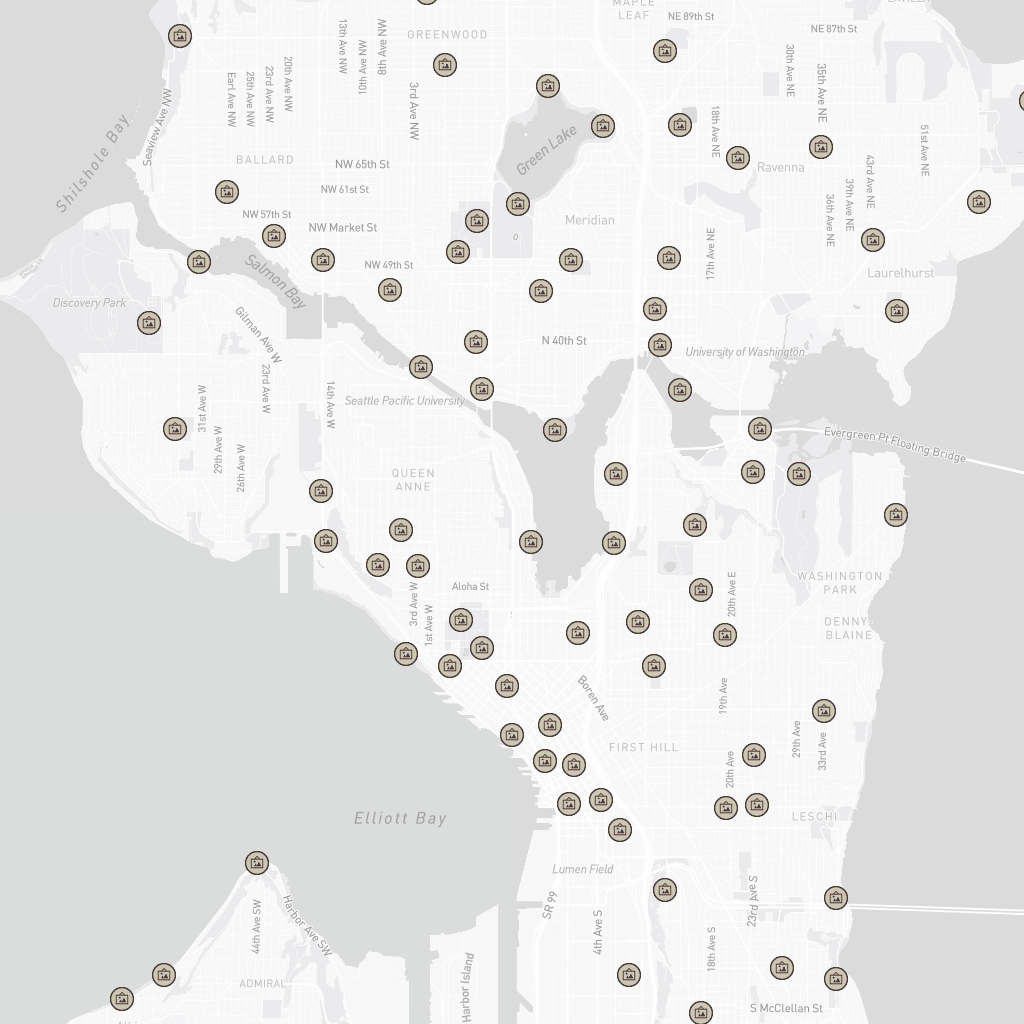 MAPLE
LEAF
NE 89th St
NE 87th St
GREENWOOD
13th Ave NW
10th Ave NW
8th Ave NW
3rd Ave NW
20th Ave NW
23rd Ave NW
25th Ave NW
Earl Ave NW
30th Ave NE
35th Ave NE
Shilshole Bay
Seaview Ave NW
BALLARD
NW 65th St
NW 61st St
NW 57th St
NW Market St
NW 49th St
Green Lake
18th Ave NE
Ravenna
51st Ave NE
43rd Ave NE
39th Ave NE
36th Ave NE
Meridian
17th Ave NE
Laurelhurst
Salmon Bay
Discovery Park
Gilman Ave W
N 40th St
University of Washington
23rd Ave W
31st Ave W
29th Ave W
26th Ave W
14th Ave W
Seattle Pacific University
Evergreen Pt Floating Bridge
QUEEN
ANNE
Aloha St
3rd Ave W
1st Ave W
20th Ave E
WASHINGTON
PARK
DENNY-
BLAINE
Boren Ave
19th Ave
FIRST HILL
20th Ave
29th Ave
33rd Ave
LESCHI
Elliott Bay
Lumen Field
SR 99
4th Ave S
23rd Ave S
18th Ave S
44th Ave SW
Harbor Ave SW
ADMIRAL
Harbor Island
S McClellan St